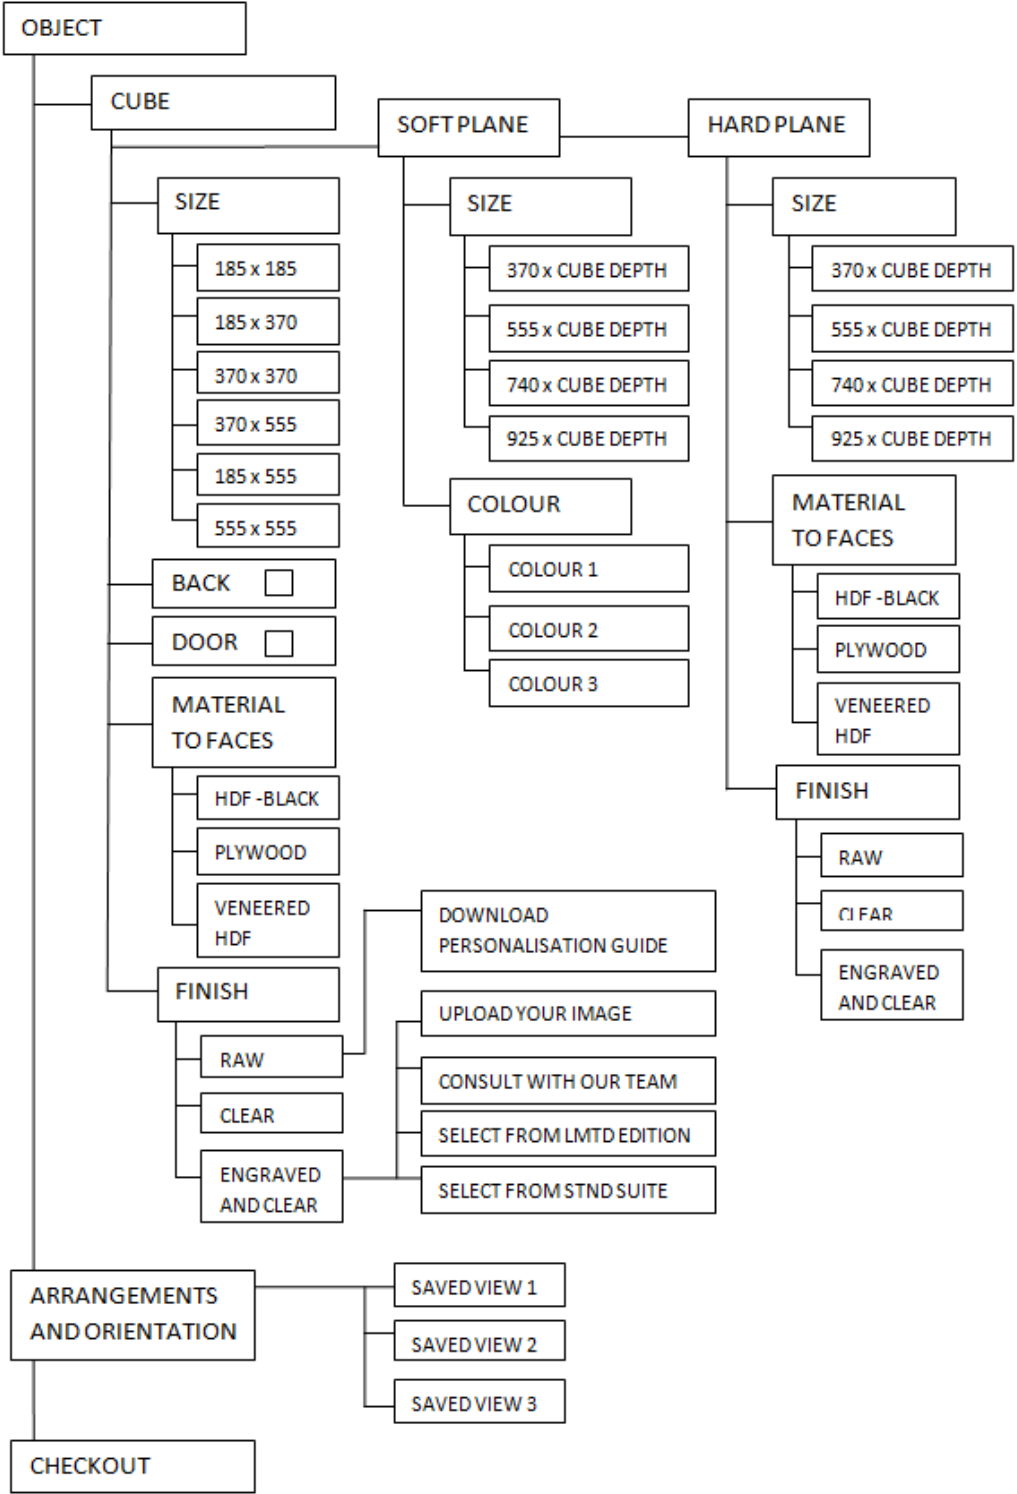 OBJECT
CUBE
SOFT PLANE
HARD PLANE
SIZE
185 x 185
185 x 370
370 x 370
370 x 555
185 x 555
555 x 555
BACK
DOOR
MATERIAL
TO FACES
HDF -BLACK
PLYWOOD
VENEERED
HDF
FINISH
RAW
CLEAR
ENGRAVED
AND CLEAR
DOWNLOAD
PERSONALISATION GUIDE
UPLOAD YOUR IMAGE
CONSULT WITH OUR TEAM
SELECT FROM LMTD EDITION
SELECT FROM STND SUITE
SIZE
370 x CUBE DEPTH
555 x CUBE DEPTH
740 x CUBE DEPTH
925 x CUBE DEPTH
COLOUR
COLOUR 1
COLOUR 2
COLOUR 3
SIZE
370 x CUBE DEPTH
555 x CUBE DEPTH
740 x CUBE DEPTH
925 x CUBE DEPTH
MATERIAL
TO FACES
HDF -BLACK
PLYWOOD
VENEERED
HDF
FINISH
RAW
CLEAR
ENGRAVED
AND CLEAR
ARRANGEMENTS
AND ORIENTATION
SAVED VIEW 1
SAVED VIEW 2
SAVED VIEW 3
CHECKOUT